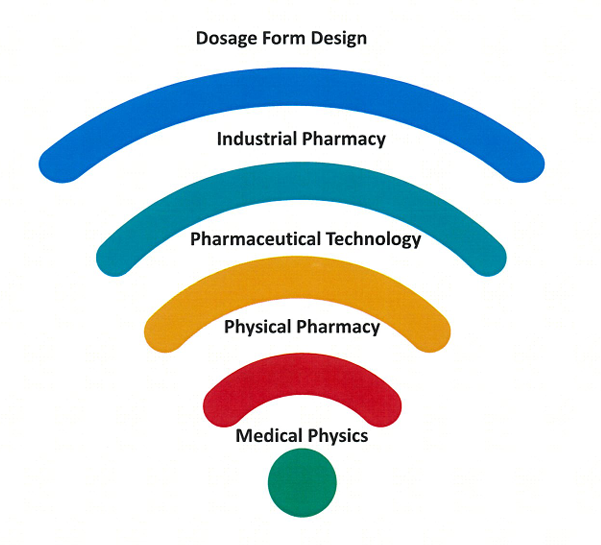 Dosage Form Design
Industrial Pharmacy
Pharmaceutical Technology
Physical Pharmacy
Medical Physics